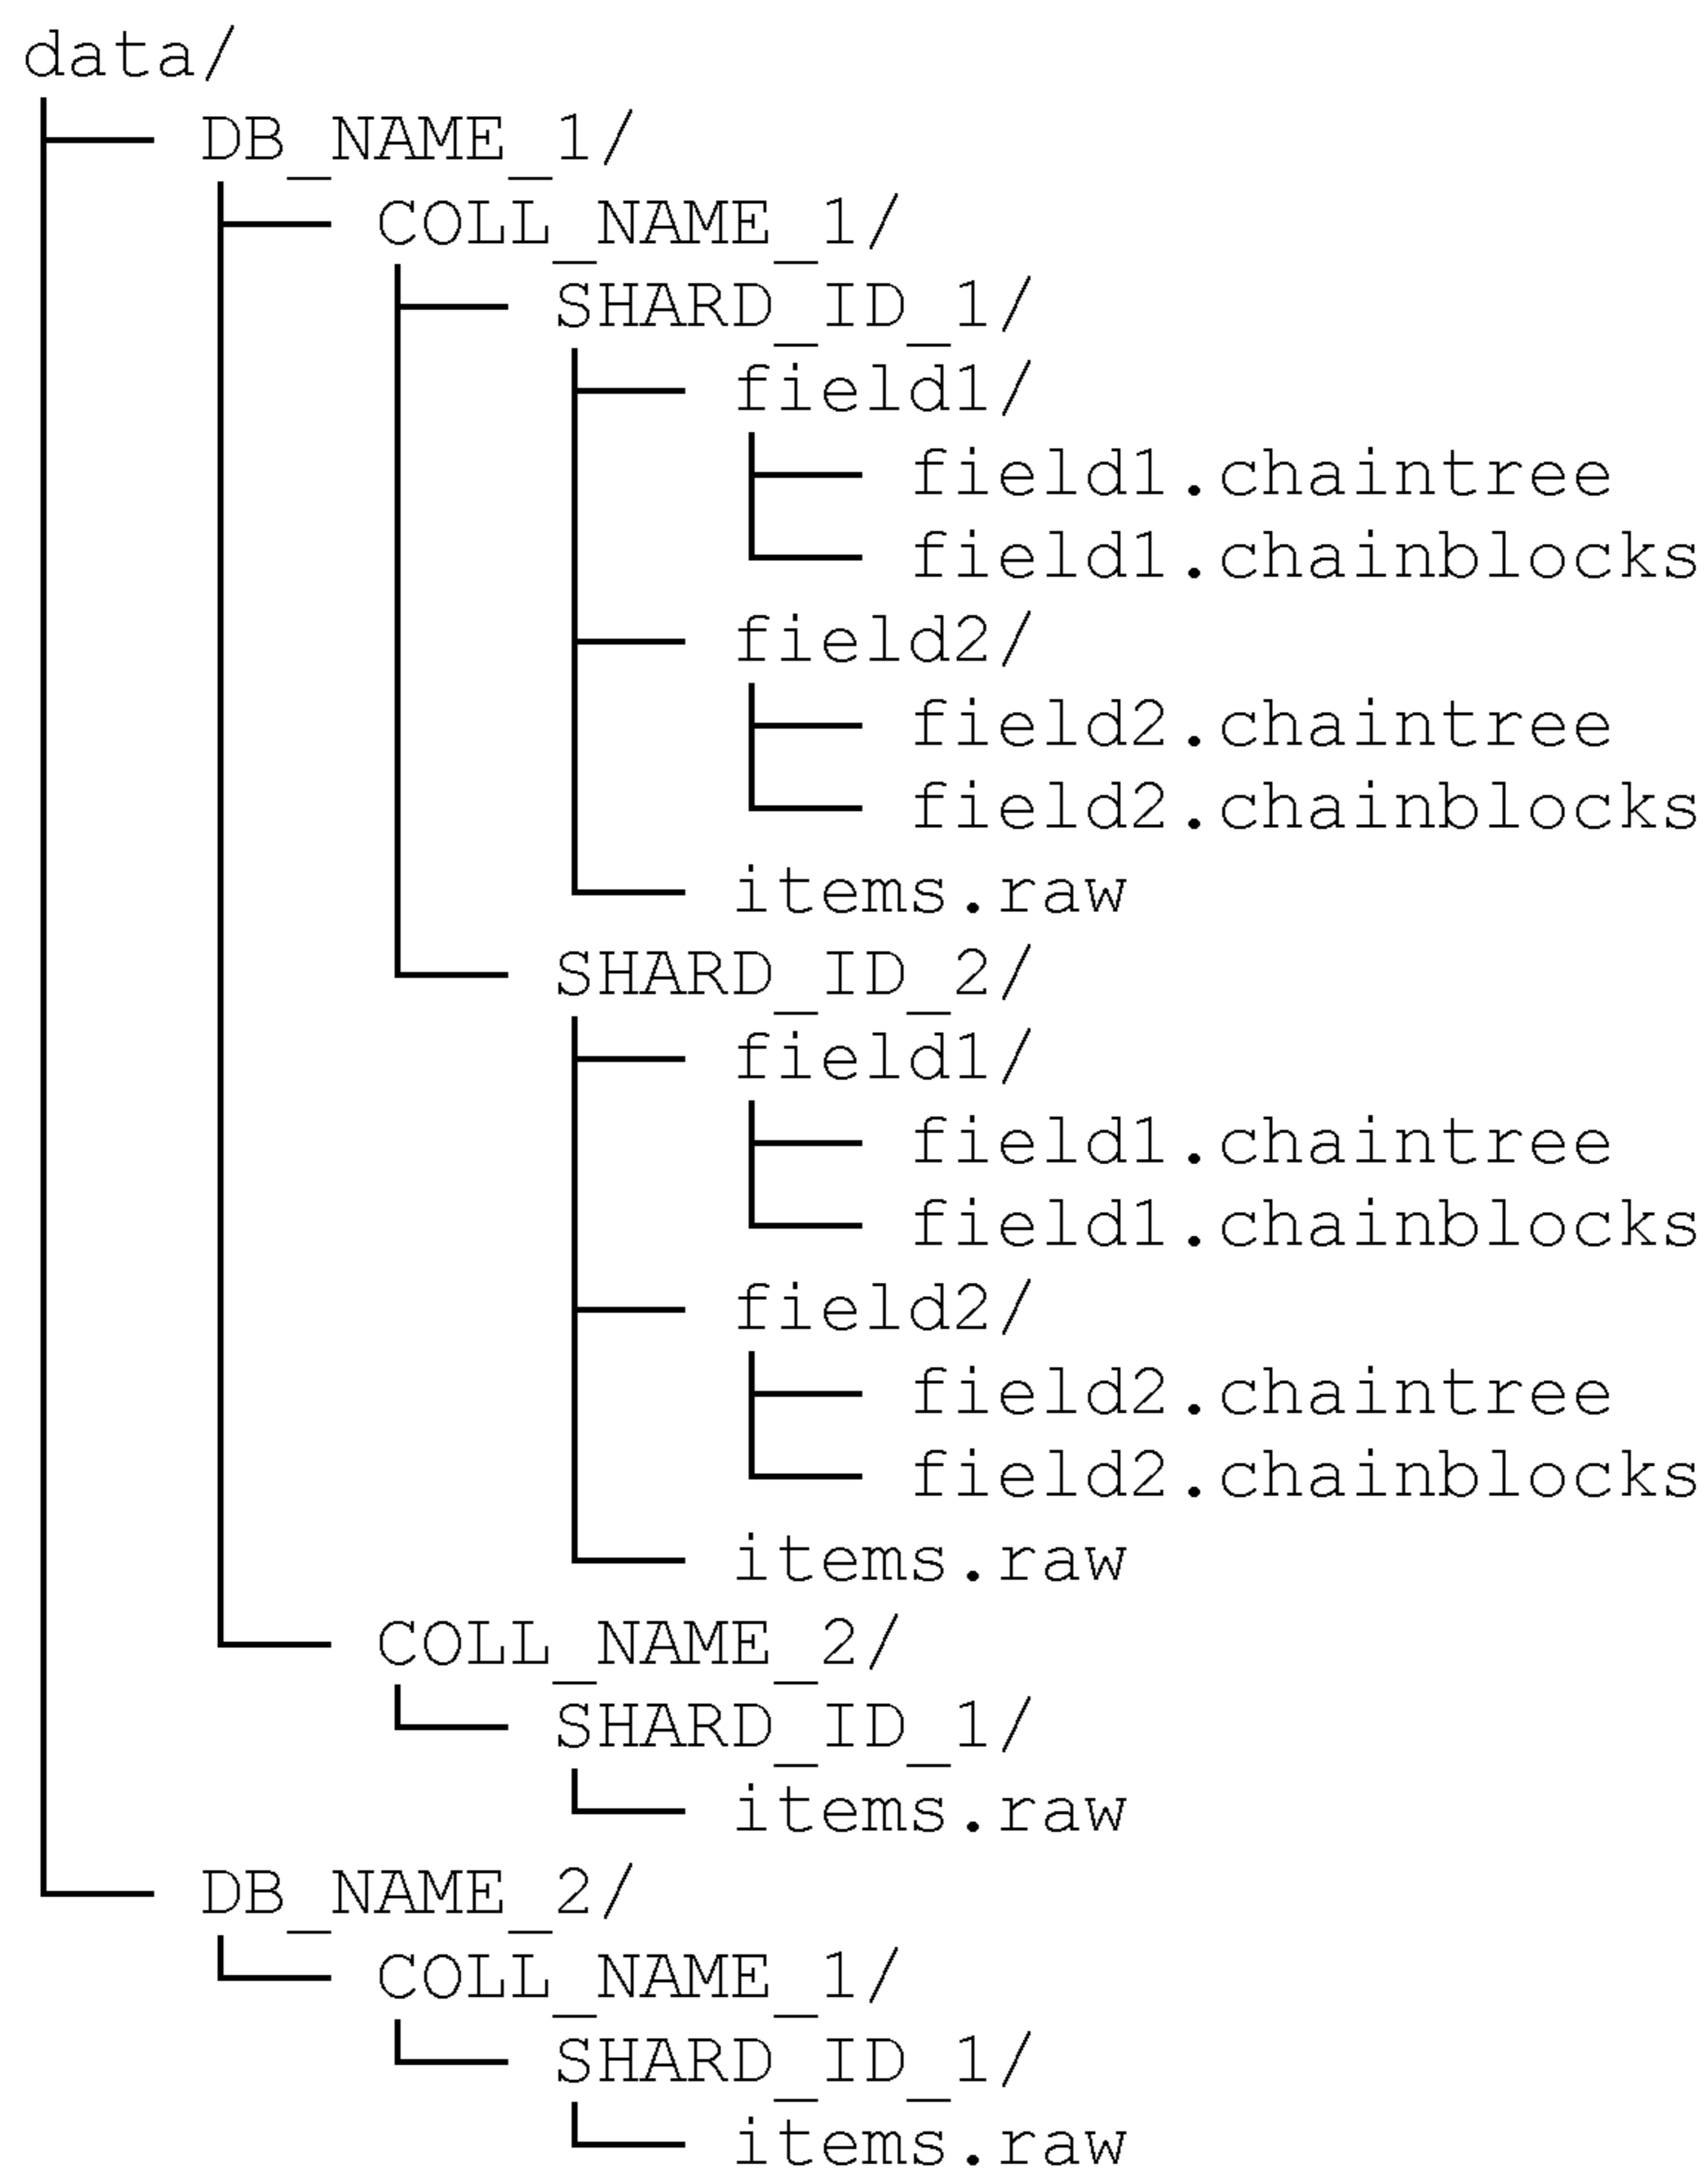 data/
DB_NAME_1/
COLL_NAME_1/
SHARD_ID_1/
field1/
field1.chaintree
field1.chainblocks
field2/
field2.chaintree
field2.chainblocks
items.raw
SHARD_ID_2/
field1/
field1.chaintree
field1.chainblocks
field2/
field2.chaintree
field2.chainblocks
items.raw
COLL_NAME_2/
SHARD_ID_1/
items.raw
DB_NAME_2/
COLL_NAME_1/
SHARD_ID_1/
items.raw